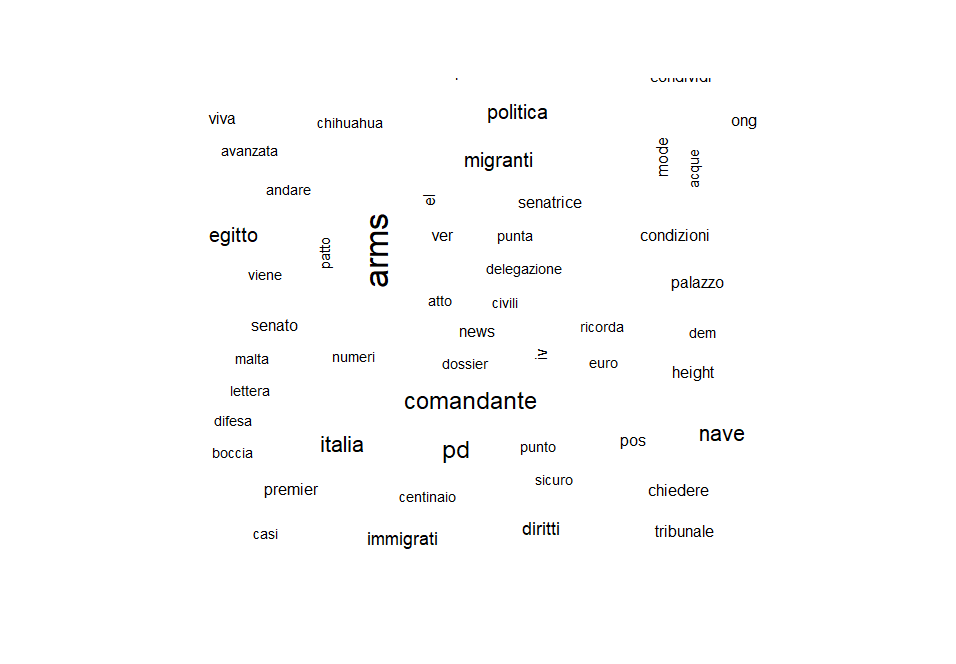 condividi
politica
viva
chihuahua
ong
avanzata
migranti
mode
acque
andare
el
senatrice
egitto
patto
arms
ver
punta
condizioni
viene
delegazione
palazzo
atto
civili
senato
news
ricorda
dem
malta
numeri
dossier
iv
euro
height
lettera
comandante
difesa
boccia
italia
pd
punto
pos
nave
premier
centinaio
sicuro
chiedere
casi
immigrati
diritti
tribunale